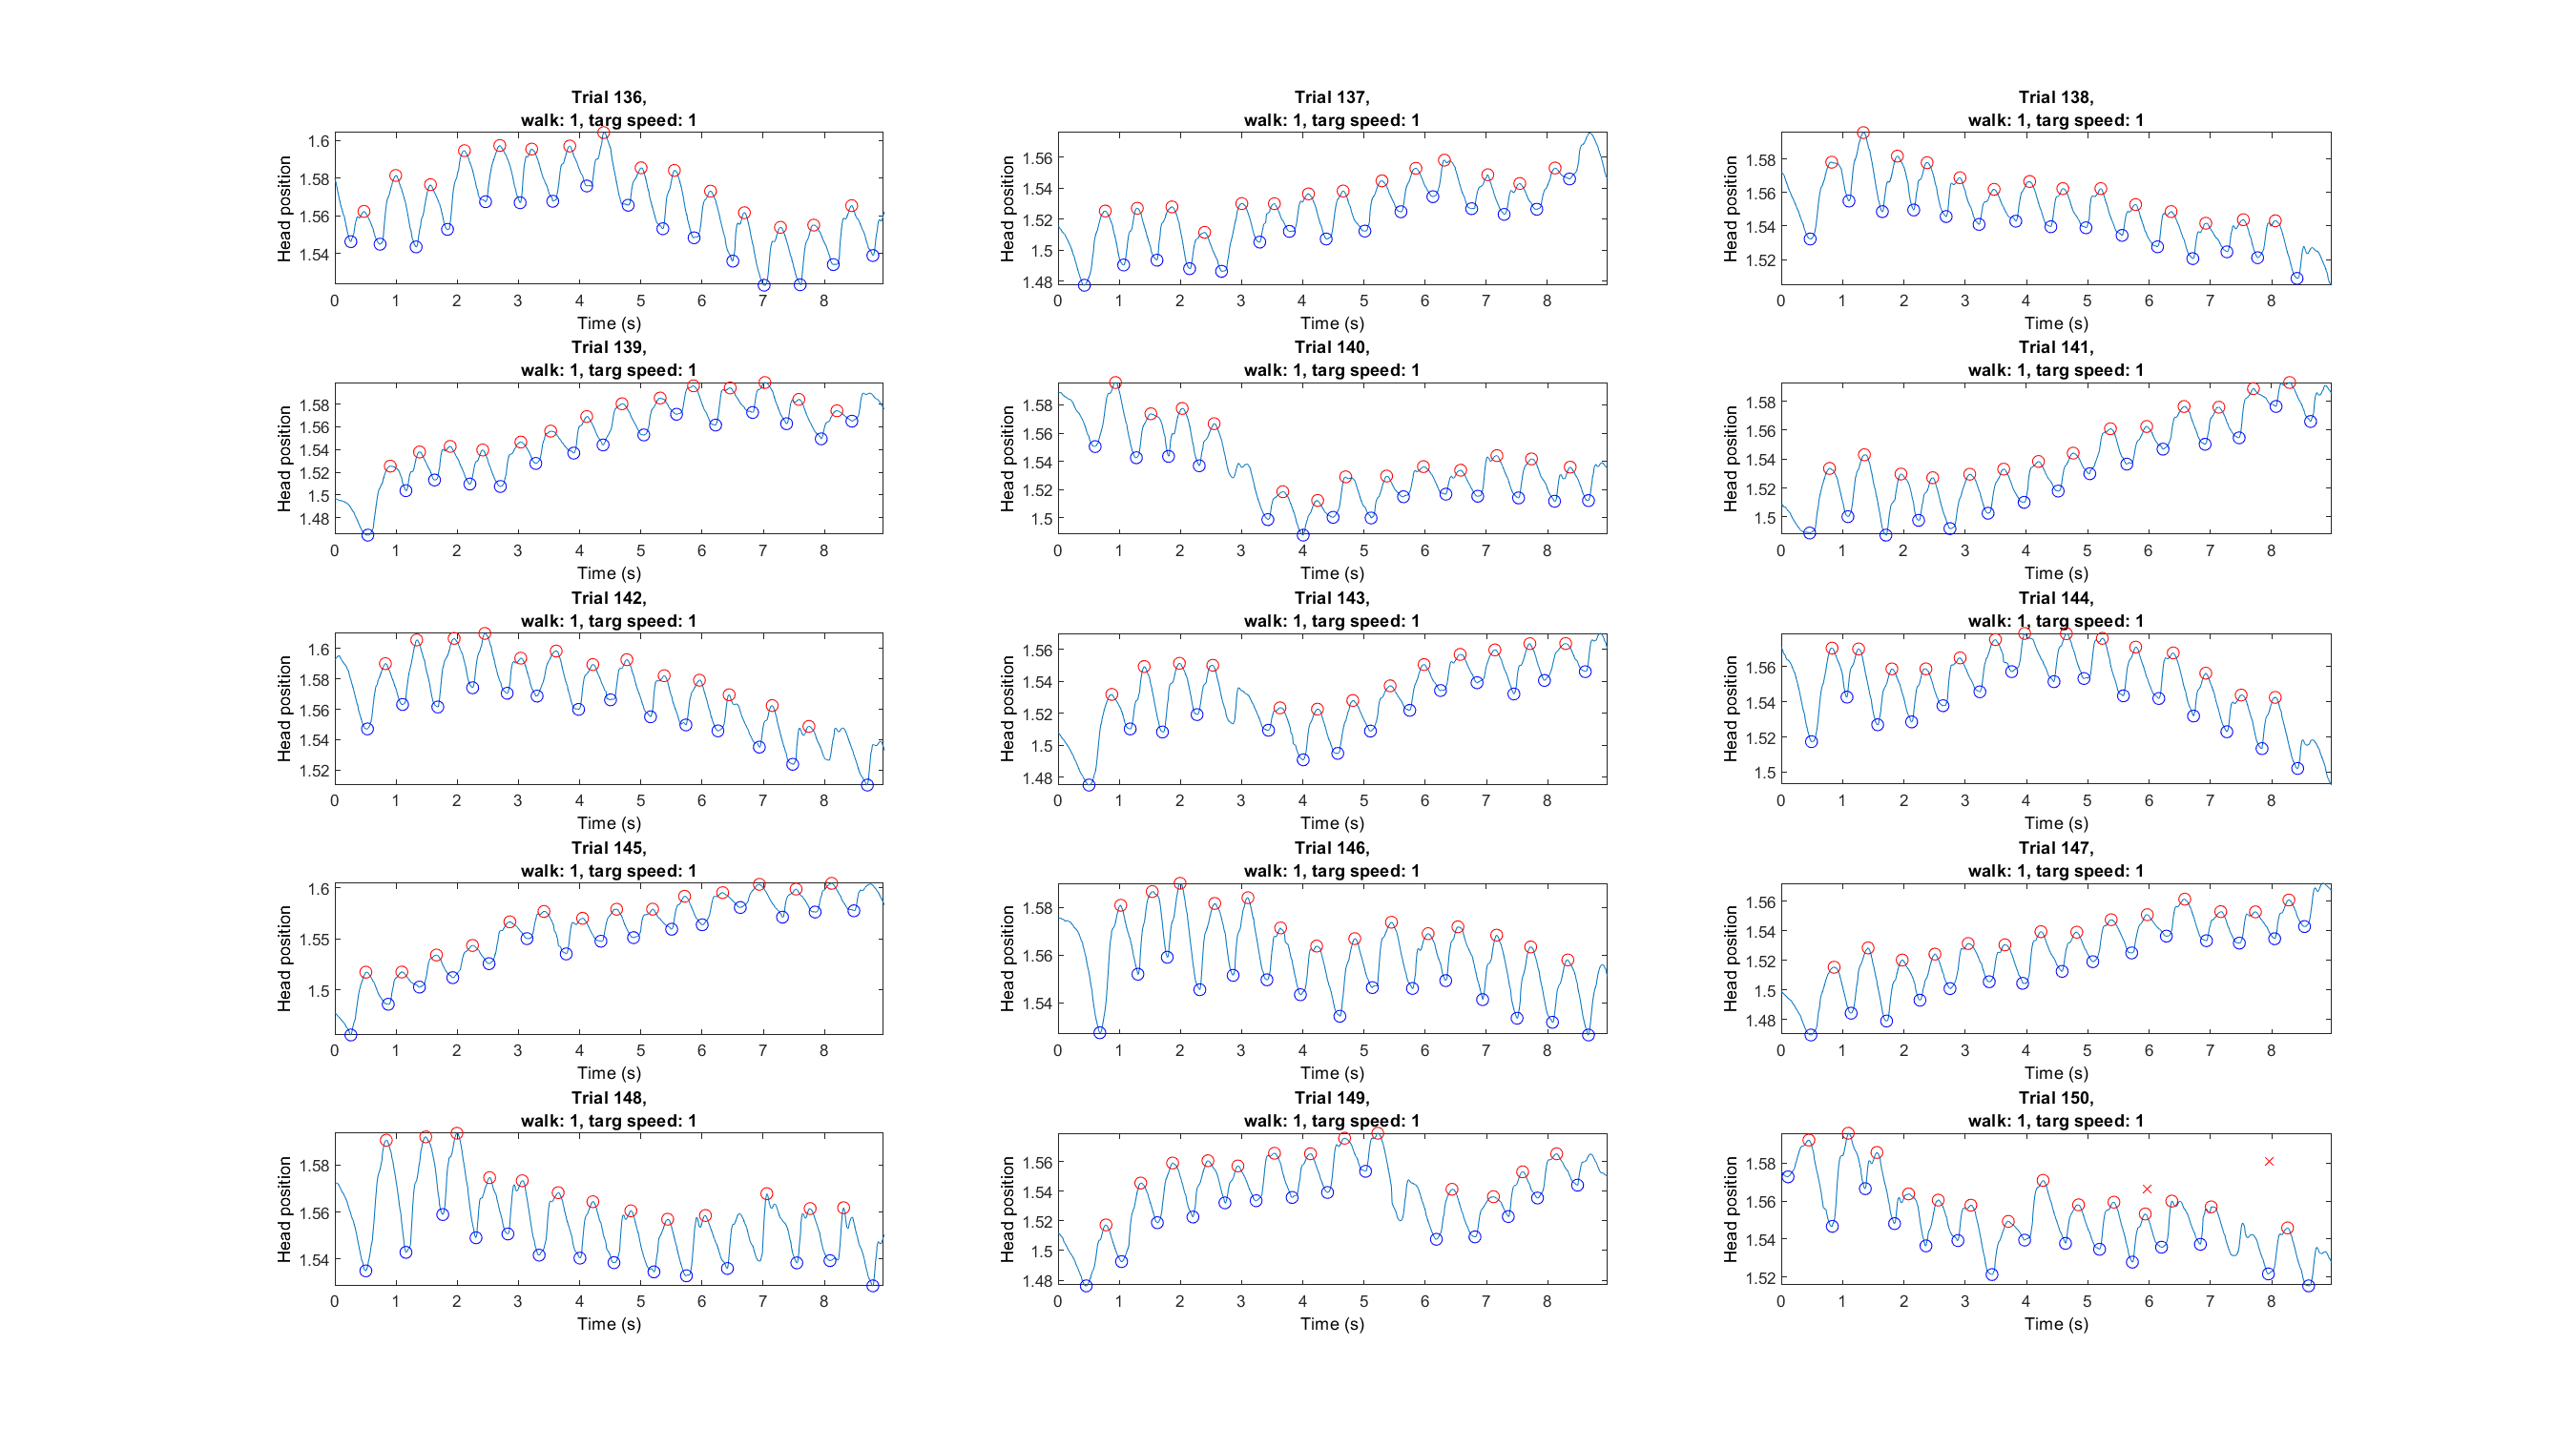 Trial 136,
walk: 1, targ speed: 1
Head position
1.6
1.58
1.56
1.54
0 1 2 3 4 5 6 7 8
Time (s)
Trial 137,
walk: 1, targ speed: 1
Head position
1.56
1.54
1.52
1.5
1.48
0 1 2 3 4 5 6 7 8
Time (s)
Trial 138,
walk: 1, targ speed: 1
Head position
1.58
1.56
1.54
1.52
0 1 2 3 4 5 6 7 8
Time (s)
Trial 139,
walk: 1, targ speed: 1
Head position
1.58
1.56
1.54
1.52
1.5
1.48
0 1 2 3 4 5 6 7 8
Time (s)
Trial 140,
walk: 1, targ speed: 1
Head position
1.58
1.56
1.54
1.52
1.5
0 1 2 3 4 5 6 7 8
Time (s)
Trial 141,
walk: 1, targ speed: 1
Head position
1.58
1.56
1.54
1.52
1.5
0 1 2 3 4 5 6 7 8
Time (s)
Trial 142,
walk: 1, targ speed: 1
Head position
1.6
1.58
1.56
1.54
1.52
0 1 2 3 4 5 6 7 8
Time (s)
Trial 143,
walk: 1, targ speed: 1
Head position
1.56
1.54
1.52
1.5
1.48
0 1 2 3 4 5 6 7 8
Time (s)
Trial 144,
walk: 1, targ speed: 1
Head position
1.56
1.54
1.52
1.5
0 1 2 3 4 5 6 7 8
Time (s)
Trial 145,
walk: 1, targ speed: 1
Head position
1.6
1.55
1.5
0 1 2 3 4 5 6 7 8
Time (s)
Trial 146,
walk: 1, targ speed: 1
Head position
1.58
1.56
1.54
0 1 2 3 4 5 6 7 8
Time (s)
Trial 147,
walk: 1, targ speed: 1
Head position
1.56
1.54
1.52
1.5
1.48
0 1 2 3 4 5 6 7 8
Time (s)
Trial 148,
walk: 1, targ speed: 1
Head position
1.58
1.56
1.54
0 1 2 3 4 5 6 7 8
Time (s)
Trial 149,
walk: 1, targ speed: 1
Head position
1.56
1.54
1.52
1.5
1.48
0 1 2 3 4 5 6 7 8
Time (s)
Trial 150,
walk: 1, targ speed: 1
Head position
1.58
1.56
1.54
1.52
0 1 2 3 4 5 6 7 8
Time (s)